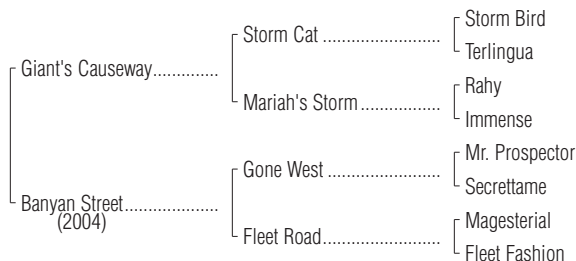 Storm Bird
Storm Cat ..............................
Terlingua
Giant's Causeway..............
Rahy
Mariah's Storm ....................
Immense
Mr. Prospector
Gone West ............................
Secrettame
Banyan Street....................
(2004)
Magesterial
Fleet Road.............................
Fleet Fashion